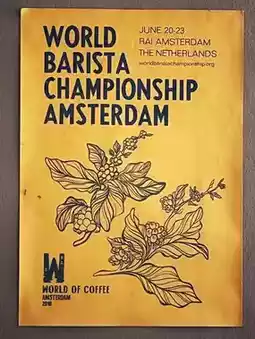 WORLD
BARISTA
CHAMPIONSHIP
AMSTERDAM
JUNE 20-23
RAI AMSTERDAM
THE NETHERLANDS
worldbaristachampionship.org
W
WORLD OF COFFEE
AMSTERDAM
2018